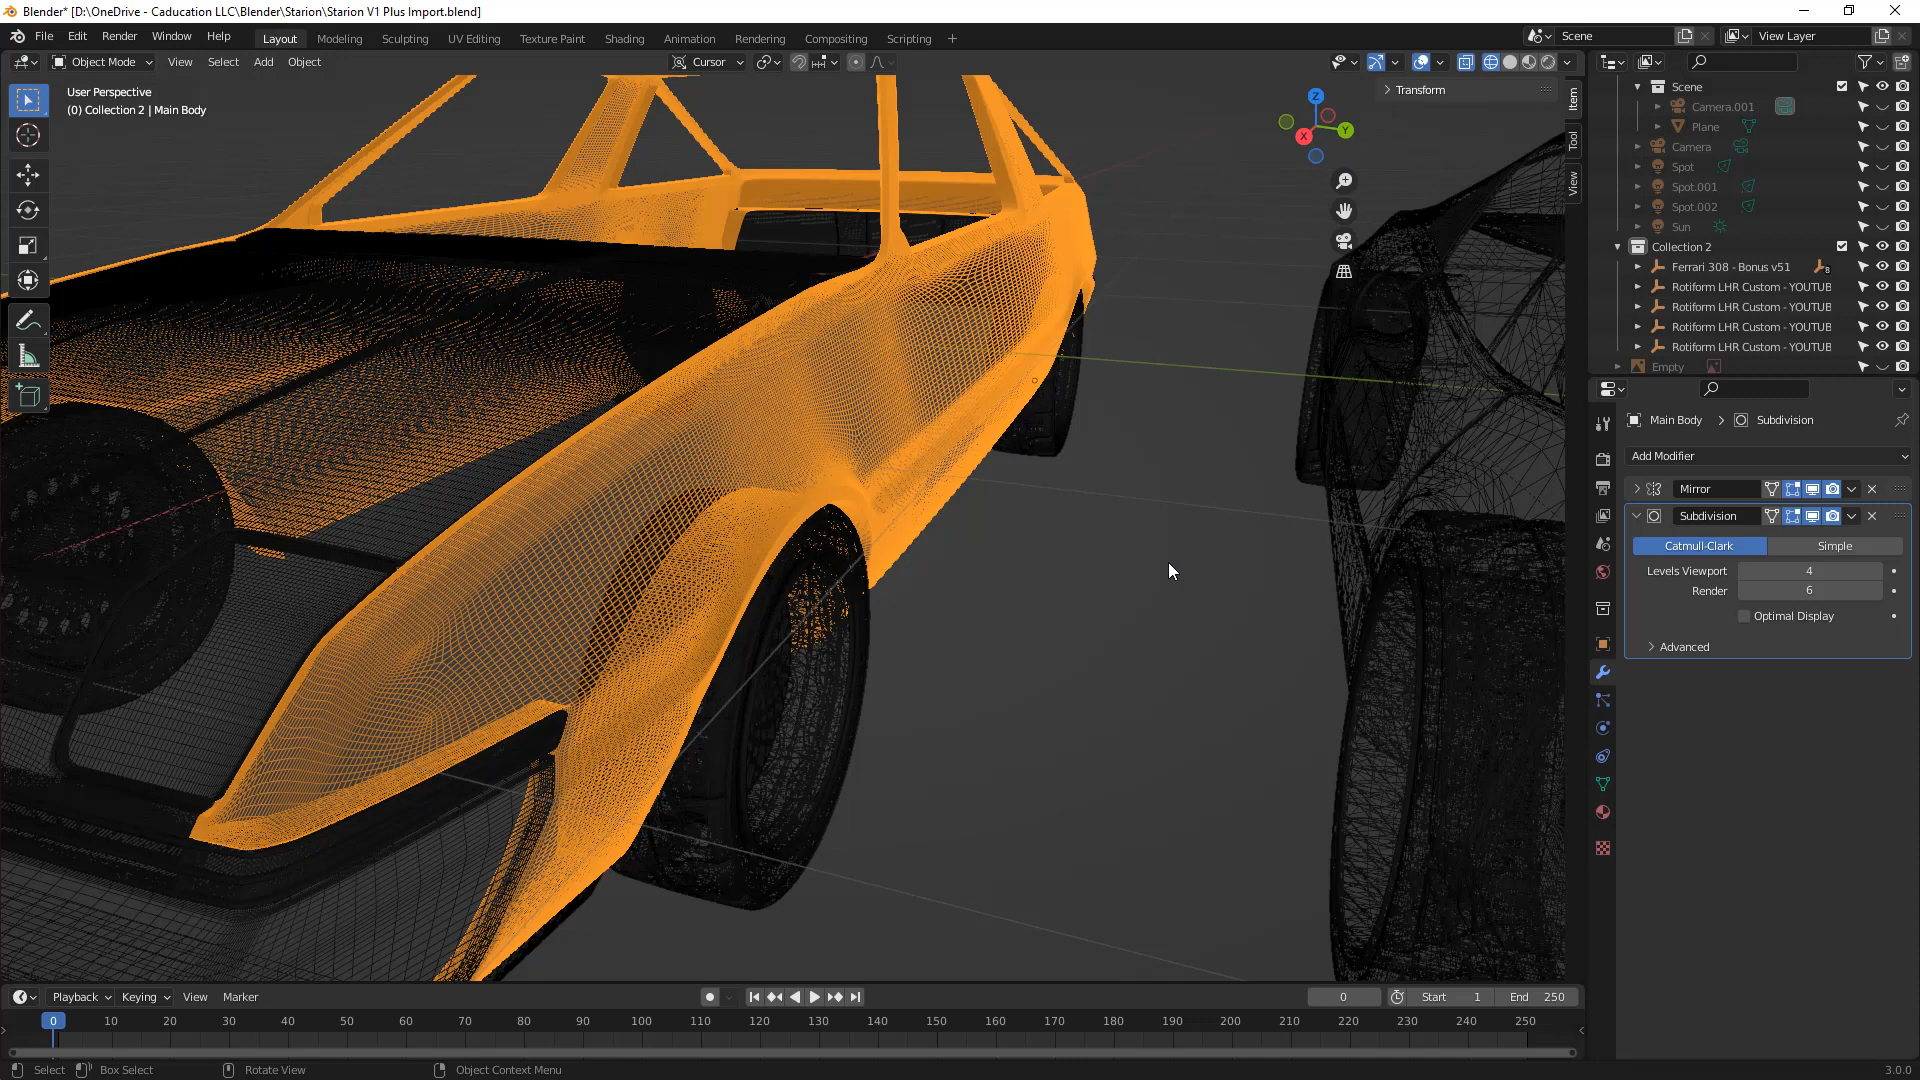 Blender* [D:\OneDrive - Caducation LLC\Blender\Starion\Starion V1 Plus Import.blend]
File Edit Render Window Help
Layout Modeling Sculpting UV Editing Texture Paint Shading Animation Rendering Compositing Scripting +
Scene
View Layer
Object Mode View Select Add Object
Cursor
User Perspective
(0) Collection 2 | Main Body
Z
Y
X
Transform
Item
Tool
View
Scene
Camera.001
Plane
Camera
Spot
Spot.001
Spot.002
Sun
Collection 2
Ferrari 308 - Bonus v51
8
Rotiform LHR Custom - YOUTUB
Rotiform LHR Custom - YOUTUB
Rotiform LHR Custom - YOUTUB
Rotiform LHR Custom - YOUTUB
Empty
Main Body > Subdivision
Add Modifier
Mirror
Subdivision
Catmull-Clark Simple
Levels Viewport 4
Render 6
Optimal Display
Advanced
Playback Keying View Marker
0
Start 1
End 250
0 10 20 30 40 50 60 70 80 90 100 110 120 130 140 150 160 170 180 190 200 210 220 230 240 250
Select Box Select Rotate View Object Context Menu
3.0.0